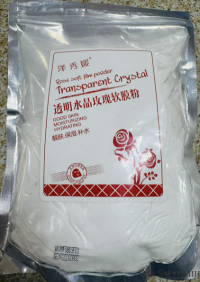 洋秀媛®
Rose soft film powder
Transparent Crystal
透明水晶玫瑰软膜粉
GOOD SKIN
MOISTURIZING
HYDRATING
靓肤.保湿.补水